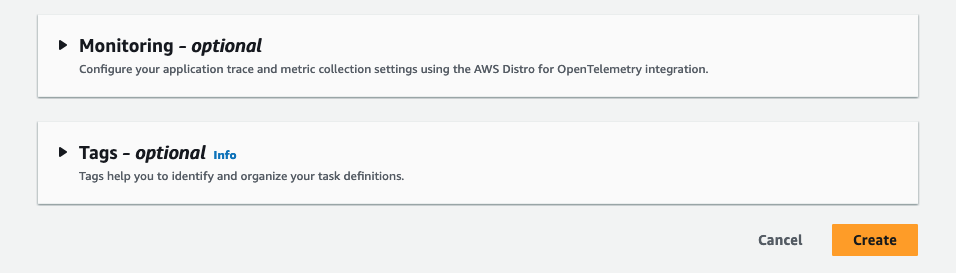 Monitoring - optional
Configure your application trace and metric collection settings using the AWS Distro for OpenTelemetry integration.
Tags - optional Info
Tags help you to identify and organize your task definitions.
Cancel Create